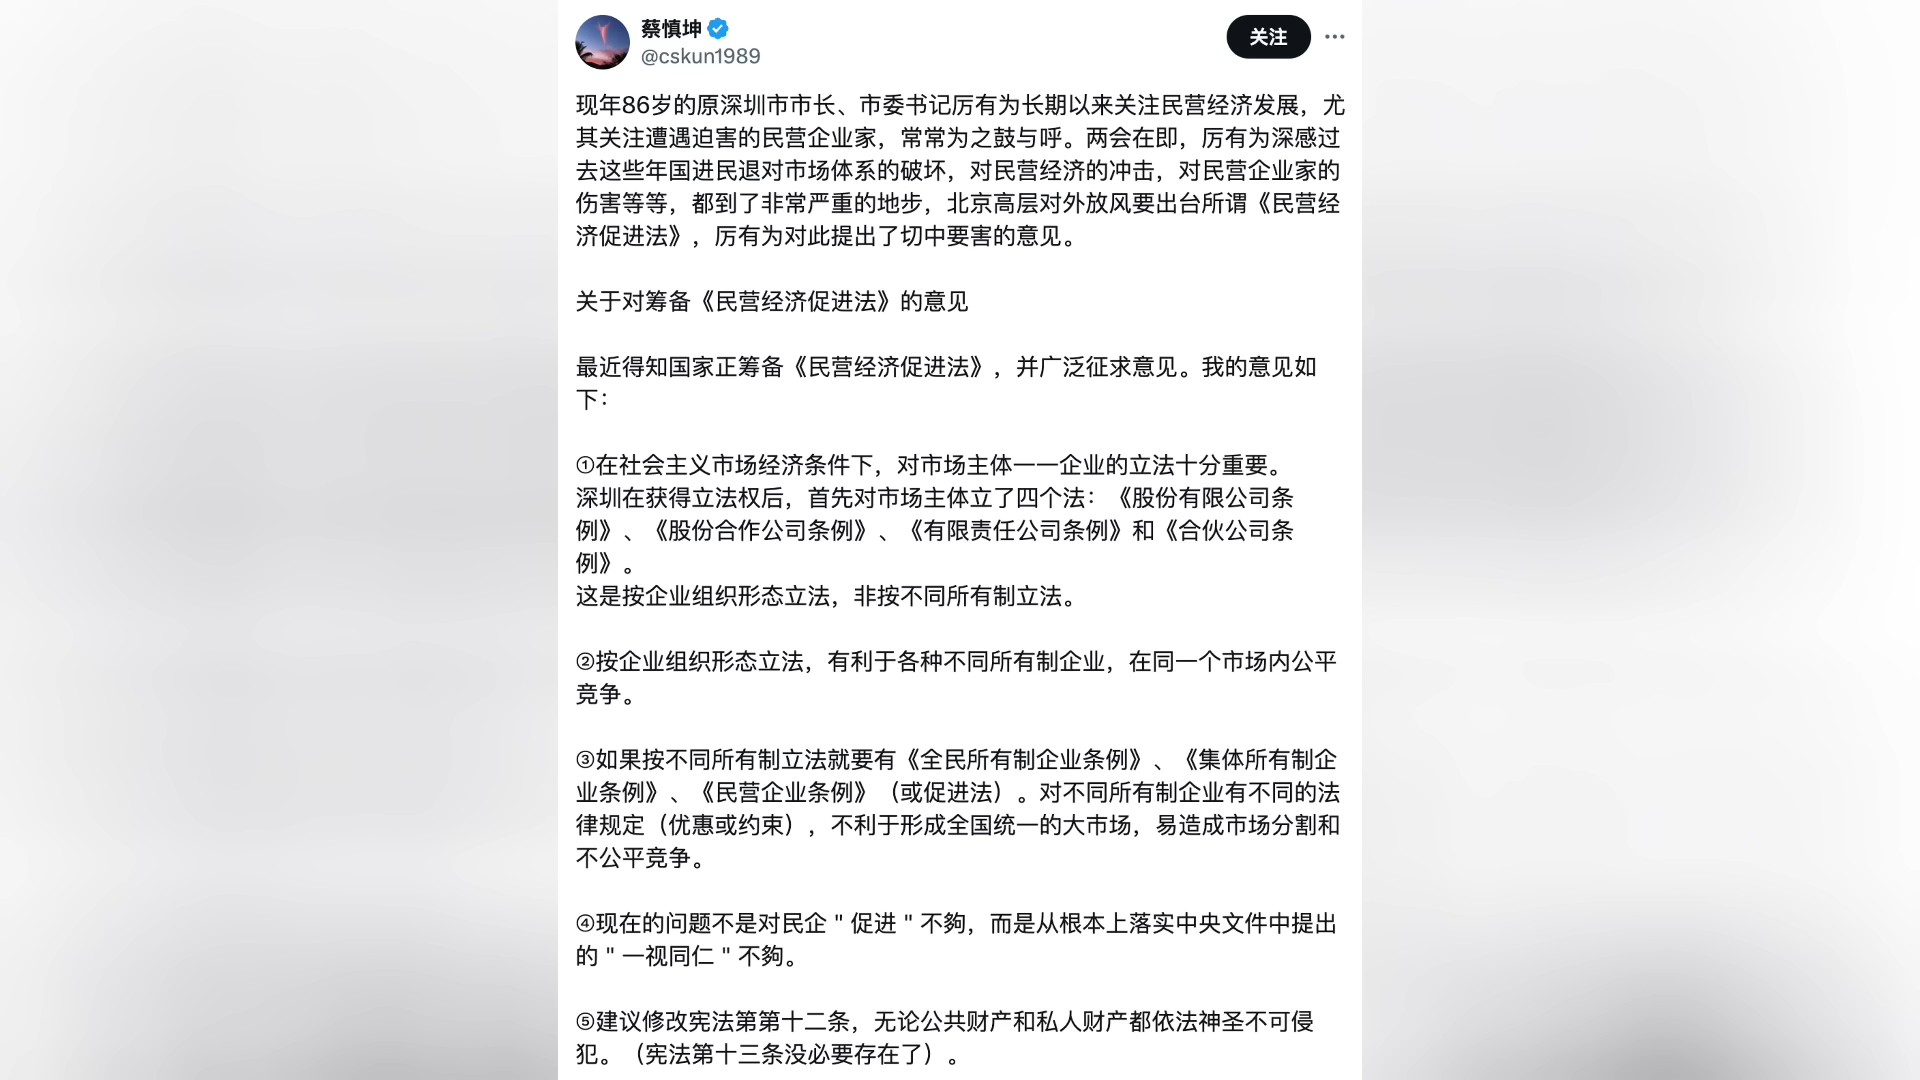 蔡慎坤
@cskun1989
关注
现年86岁的原深圳市市长、市委书记厉有为长期以来关注民营经济发展，尤
其关注遭遇迫害的民营企业家，常常为之鼓与呼。两会在即，厉有为深感过
去这些年国进民退对市场体系的破坏，对民营经济的冲击，对民营企业家的
伤害等等，都到了非常严重的地步，北京高层对外放风要出台所谓《民营经
济促进法》，厉有为对此提出了切中要害的意见。
关于对筹备《民营经济促进法》的意见
最近得知国家正筹备《民营经济促进法》，并广泛征求意见。我的意见如
下：
①在社会主义市场经济条件下，对市场主体一一企业的立法十分重要。
深圳在获得立法权后，首先对市场主体立了四个法：《股份有限公司条
例》、《股份合作公司条例》、《有限责任公司条例》和《合伙公司条
例》。
这是按企业组织形态立法，非按不同所有制立法。
②按企业组织形态立法，有利于各种不同所有制企业，在同一个市场内公平
竞争。
③如果按不同所有制立法就要有《全民所有制企业条例》、《集体所有制企
业条例》、《民营企业条例》（或促进法）。对不同所有制企业有不同的法
律规定（优惠或约束），不利于形成全国统一的大市场，易造成市场分割和
不公平竞争。
④现在的问题不是对民企＂促进＂不夠，而是从根本上落实中央文件中提出
的＂一视同仁＂不夠。
⑤建议修改宪法第第十二条，无论公共财产和私人财产都依法神圣不可侵
犯。（宪法第十三条没必要存在了）。